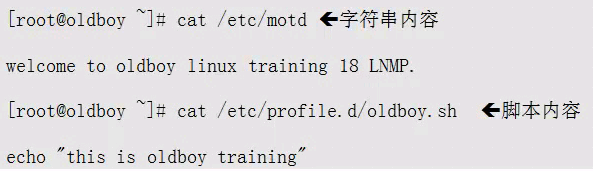 [root@oldboy ~]# cat /etc/motd 🡸字符串内容
welcome to oldboy linux training 18 LNMP.
[root@oldboy ~]# cat /etc/profile.d/oldboy.sh 🡸脚本内容
echo "this is oldboy training"